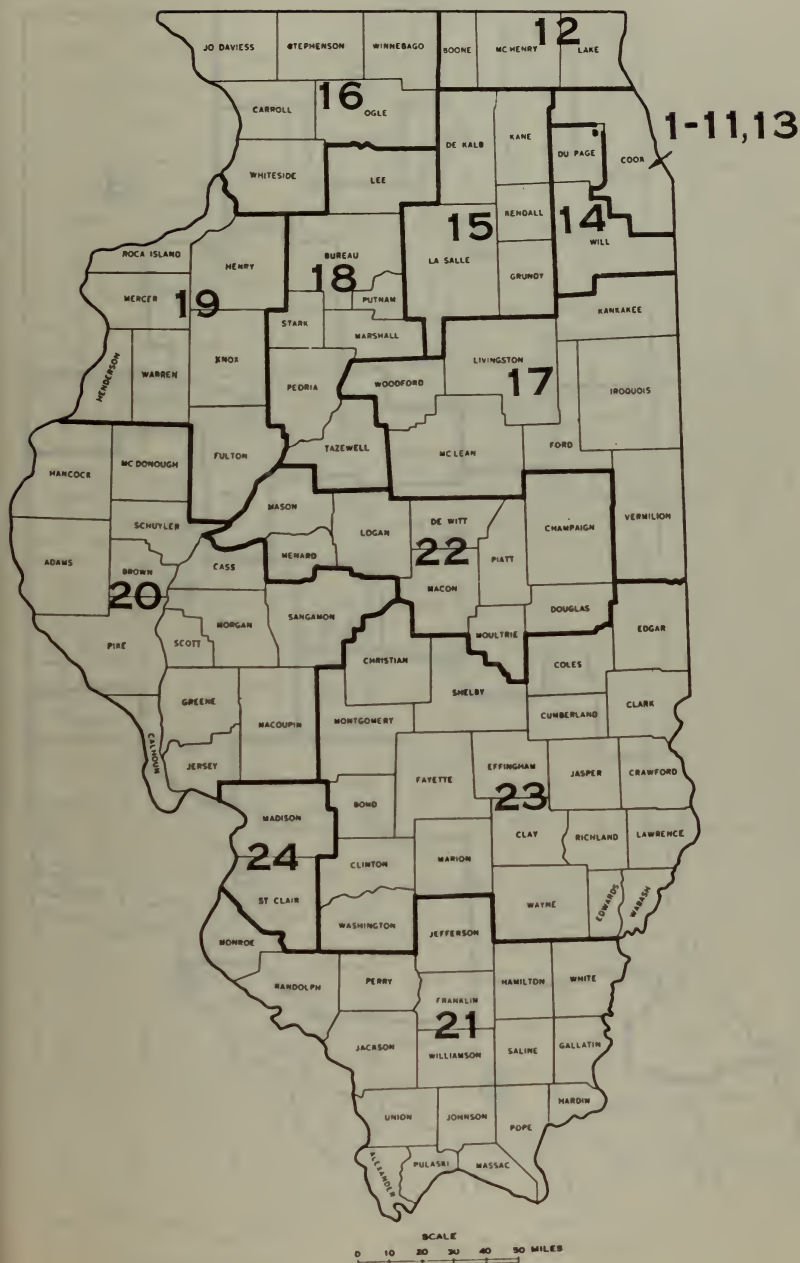 JO DAVIESS STEPHENSON WINNEBAGO BOONE MC HENRY 12 LAKE
CARROLL 16 OGLE
1-11,13
DE KALB KANE DU PAGE COOK
WHITESIDE LEE
KENDALL 14
15 WILL
ROCA ISLAND HENRY BUREAU LA SALLE
18 GRUNDY
MERCER 19 PUTNAM KANKAKEE
STARK MARSHALL
HENDERSON WARREN KNOX PEORIA WOODFORD LIVINGSTON
17 IROQUOIS
HANCOCK MC DONOUGH FULTON TAZEWELL MC LEAN FORD
MASON
SCHUYLER LOGAN DE WITT CHAMPAIGN VERMILION
ADAMS BROWN CASS MENARD 22 PIATT
20 MACON
SANGAMON DOUGLAS
PIKE SCOTT MORGAN MOULTRIE EDGAR
CHRISTIAN COLES
GREENE SHELBY
MACOUPIN MONTGOMERY CUMBERLAND CLARK
CALHOUN JERSEY
FAYETTE EFFINGHAM JASPER CRAWFORD
MADISON BOND 23
24 CLINTON MARION CLAY RICHLAND LAWRENCE
ST CLAIR WAYNE EDWARDS WABASH
MONROE WASHINGTON JEFFERSON
RANDOLPH PERRY HAMILTON WHITE
FRANKLIN
21
JACKSON WILLIAMSON SALINE GALLATIN
UNION JOHNSON POPE HARDIN
ALEXANDER PULASKI MASSAC
SCALE
0 10 20 30 40 50 MILES